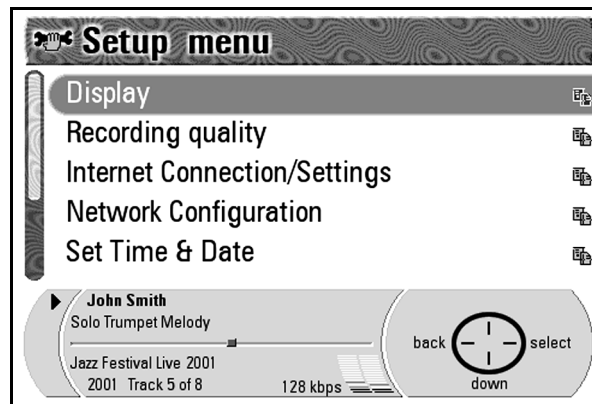 Setup menu
Display
Recording quality
Internet Connection/Settings
Network Configuration
Set Time & Date
John Smith
Solo Trumpet Melody
Jazz Festival Live 2001
2001 Track 5 of 8 128 kbps
back select
down